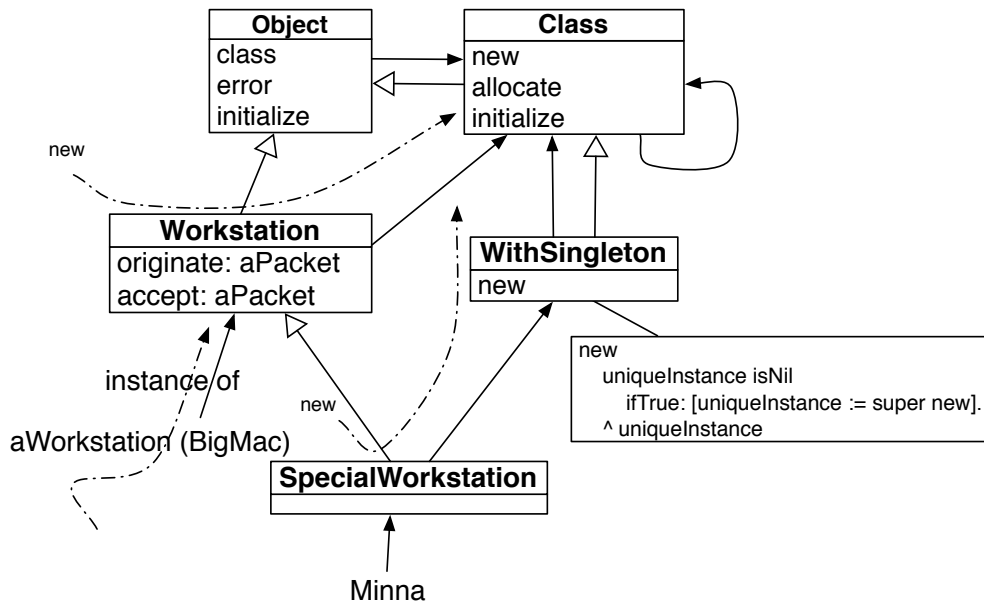 Object
class
error
initialize
Class
new
allocate
initialize
new
Workstation
originate: aPacket
accept: aPacket
WithSingleton
new
new
uniqueInstance isNil
ifTrue: [uniqueInstance := super new].
^ uniqueInstance
instance of
new
aWorkstation (BigMac)
SpecialWorkstation
Minna